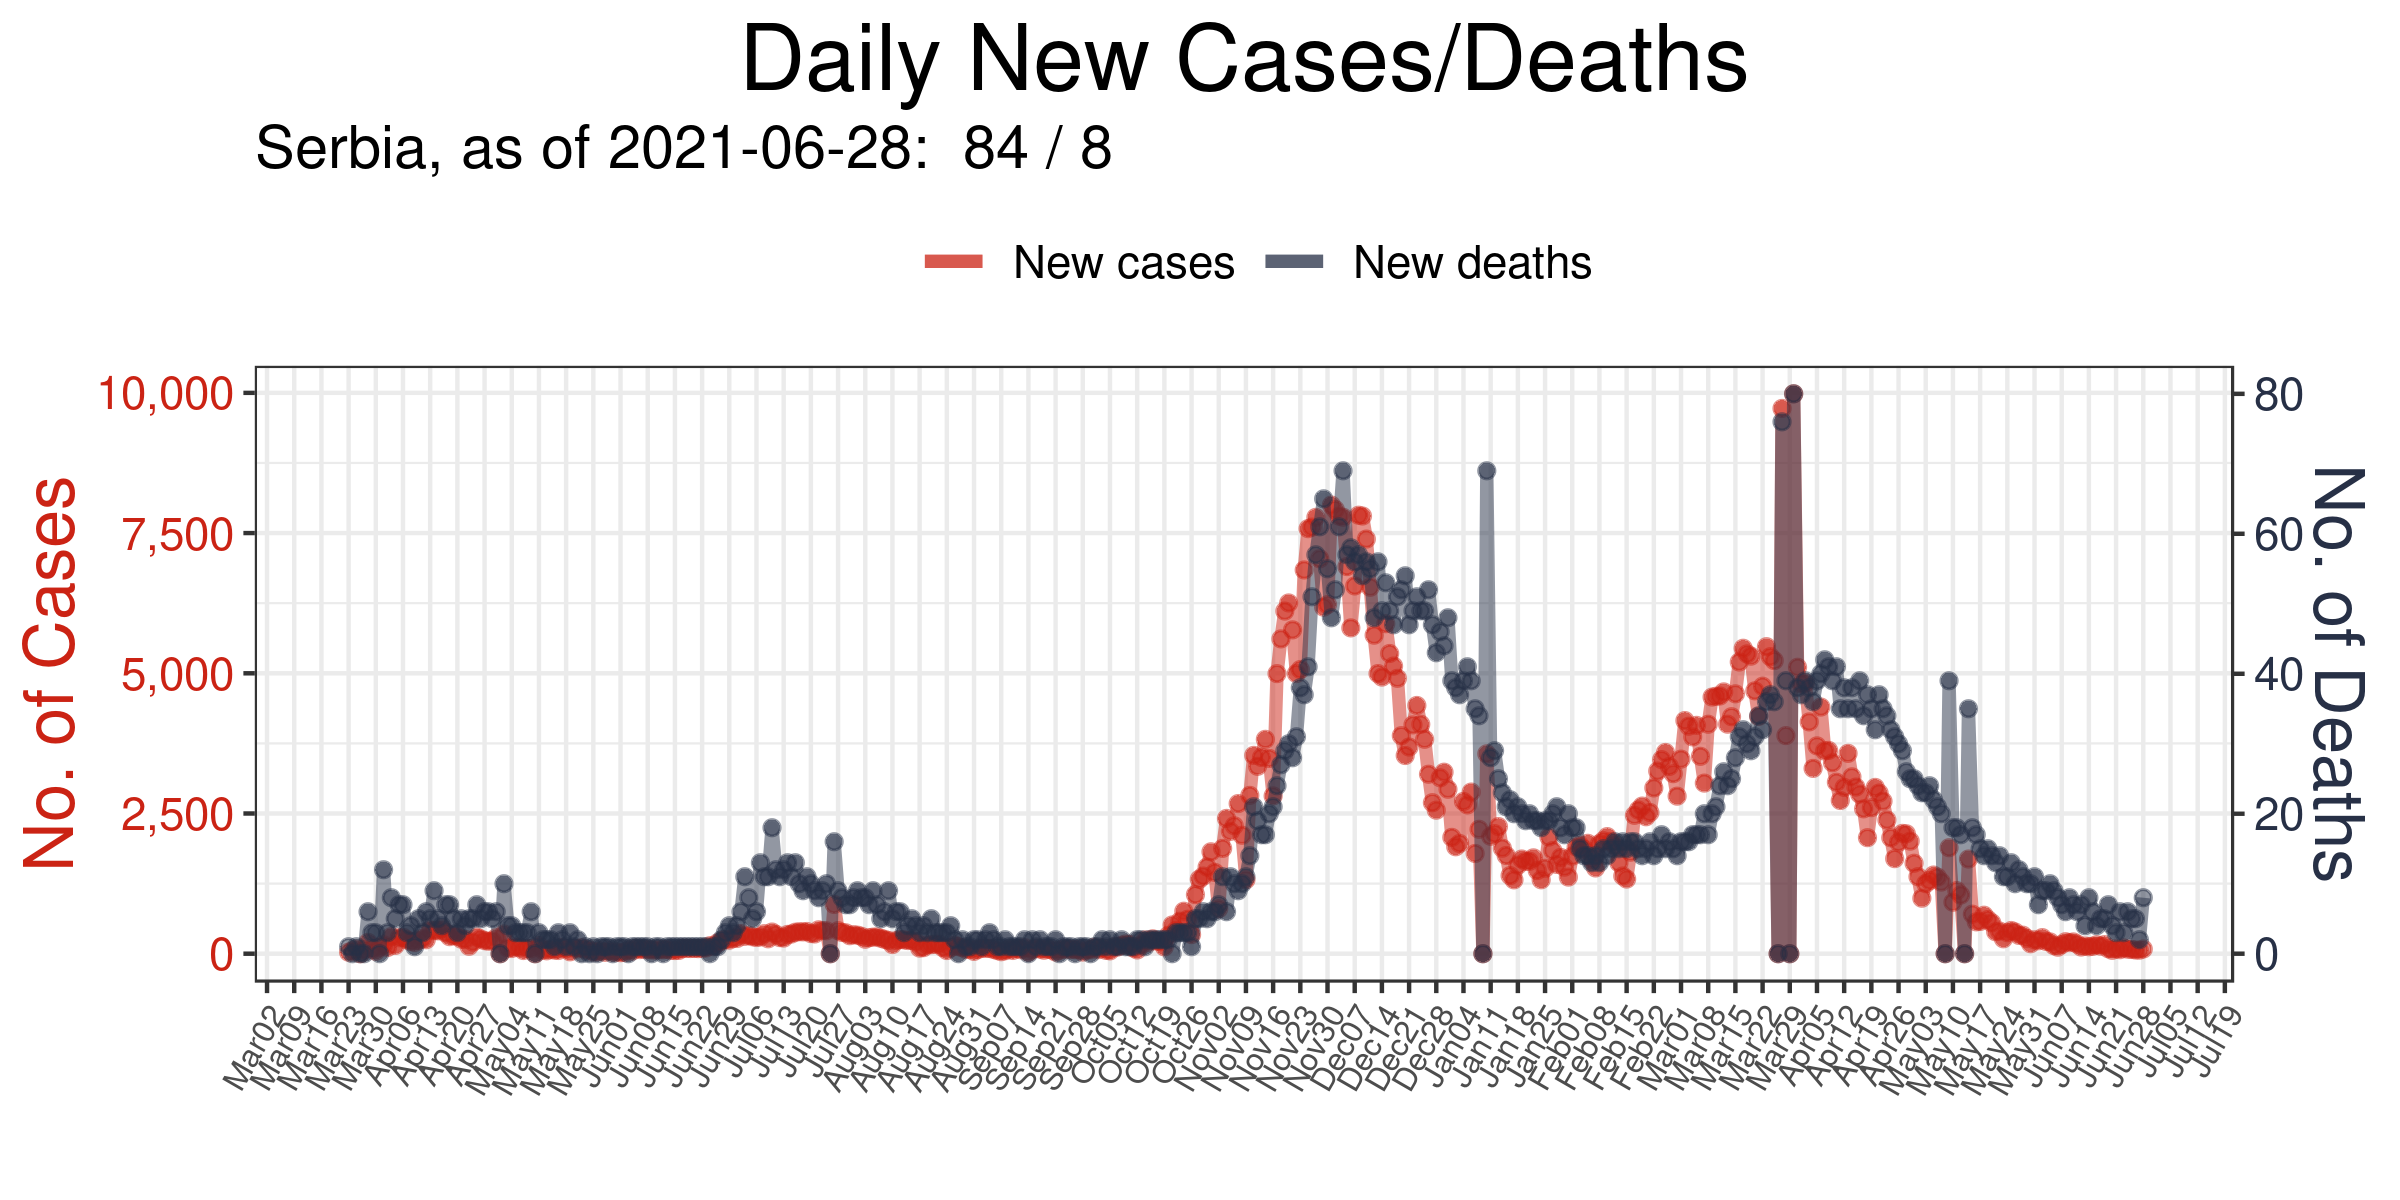 Daily New Cases/Deaths
Serbia, as of 2021-06-28:  84 / 8
New cases
New deaths
No. of Cases
10,000
7,500
5,000
2,500
0
80
60
40
20
0
No. of Deaths
Mar02
Mar09
Mar16
Mar23
Mar30
Apr06
Apr13
Apr20
Apr27
May04
May11
May18
May25
Jun01
Jun08
Jun15
Jun22
Jun29
Jul06
Jul13
Jul20
Jul27
Aug03
Aug10
Aug17
Aug24
Aug31
Sep07
Sep14
Sep21
Sep28
Oct05
Oct12
Oct19
Oct26
Nov02
Nov09
Nov16
Nov23
Nov30
Dec07
Dec14
Dec21
Dec28
Jan04
Jan11
Jan18
Jan25
Feb01
Feb08
Feb15
Feb22
Mar01
Mar08
Mar15
Mar22
Mar29
Apr05
Apr12
Apr19
Apr26
May03
May10
May17
May24
May31
Jun07
Jun14
Jun21
Jun28
Jul05
Jul12
Jul19